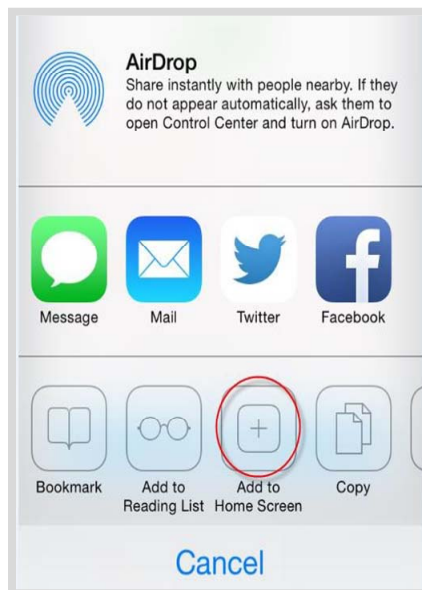 AirDrop
Share instantly with people nearby. If they
do not appear automatically, ask them to
open Control Center and turn on AirDrop.
Message
Mail
Twitter
Facebook
Bookmark
Add to
Reading List
Add to
Home Screen
Copy
Cancel